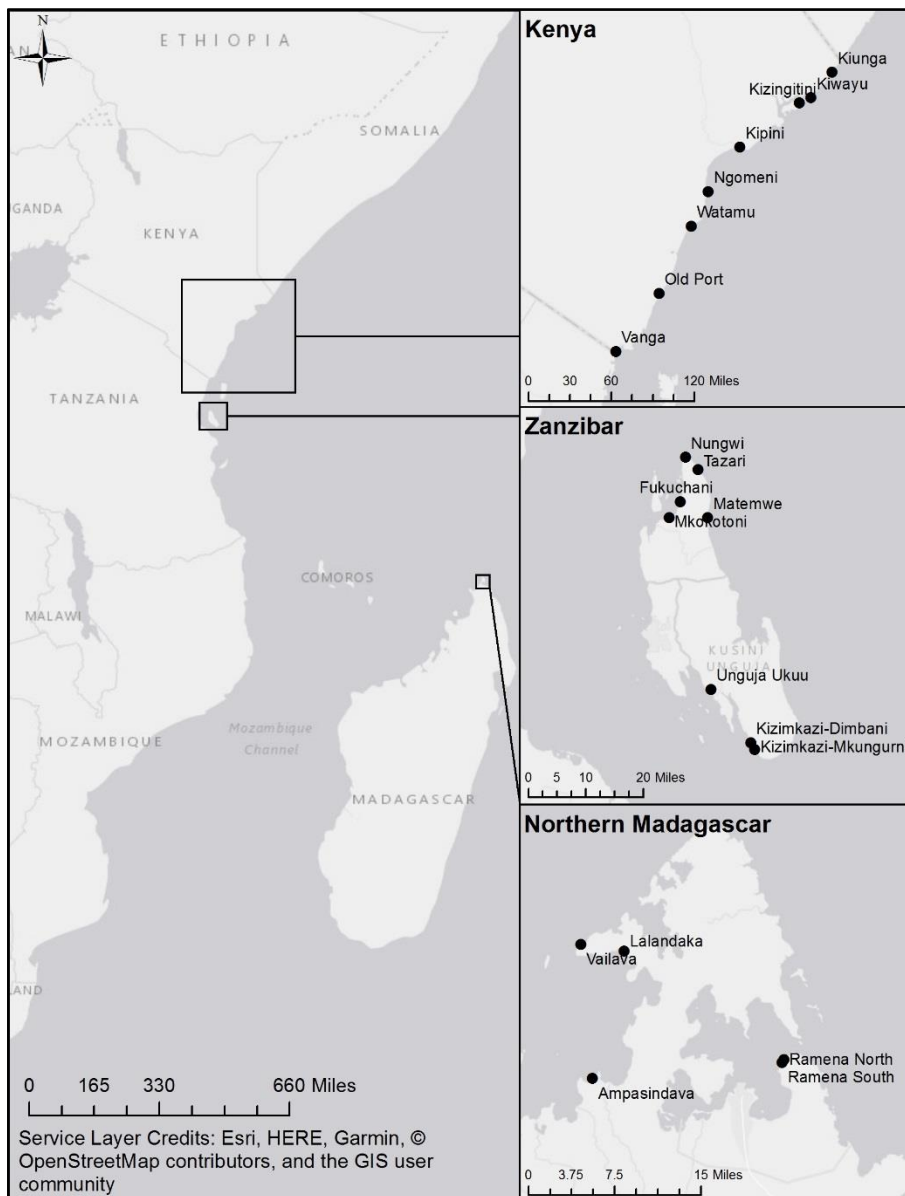 N
ETHIOPIA
AN
SOMALIA
UGANDA
KENYA
TANZANIA
COMOROS
MALAWI
MOZAMBIQUE
Mozambique
Channel
MADAGASCAR
LAND
0 165 330 660 Miles
Service Layer Credits: Esri, HERE, Garmin, ©
OpenStreetMap contributors, and the GIS user
community
Kenya
Kiunga
Kizingitini
Kiwayu
Kipini
Ngomeni
Watamu
Old Port
Vanga
0 30 60 120 Miles
Zanzibar
Nungwi
Tazari
Fukuchani
Matemwe
Mkokotoni
KUSINI
UNGUJA
Unguja Ukuu
Kizimkazi-Dimbani
Kizimkazi-Mkungurn
0 5 10 20 Miles
Northern Madagascar
Lalandaka
Vailava
Ramena North
Ramena South
Ampasindava
0 3.75 7.5 15 Miles